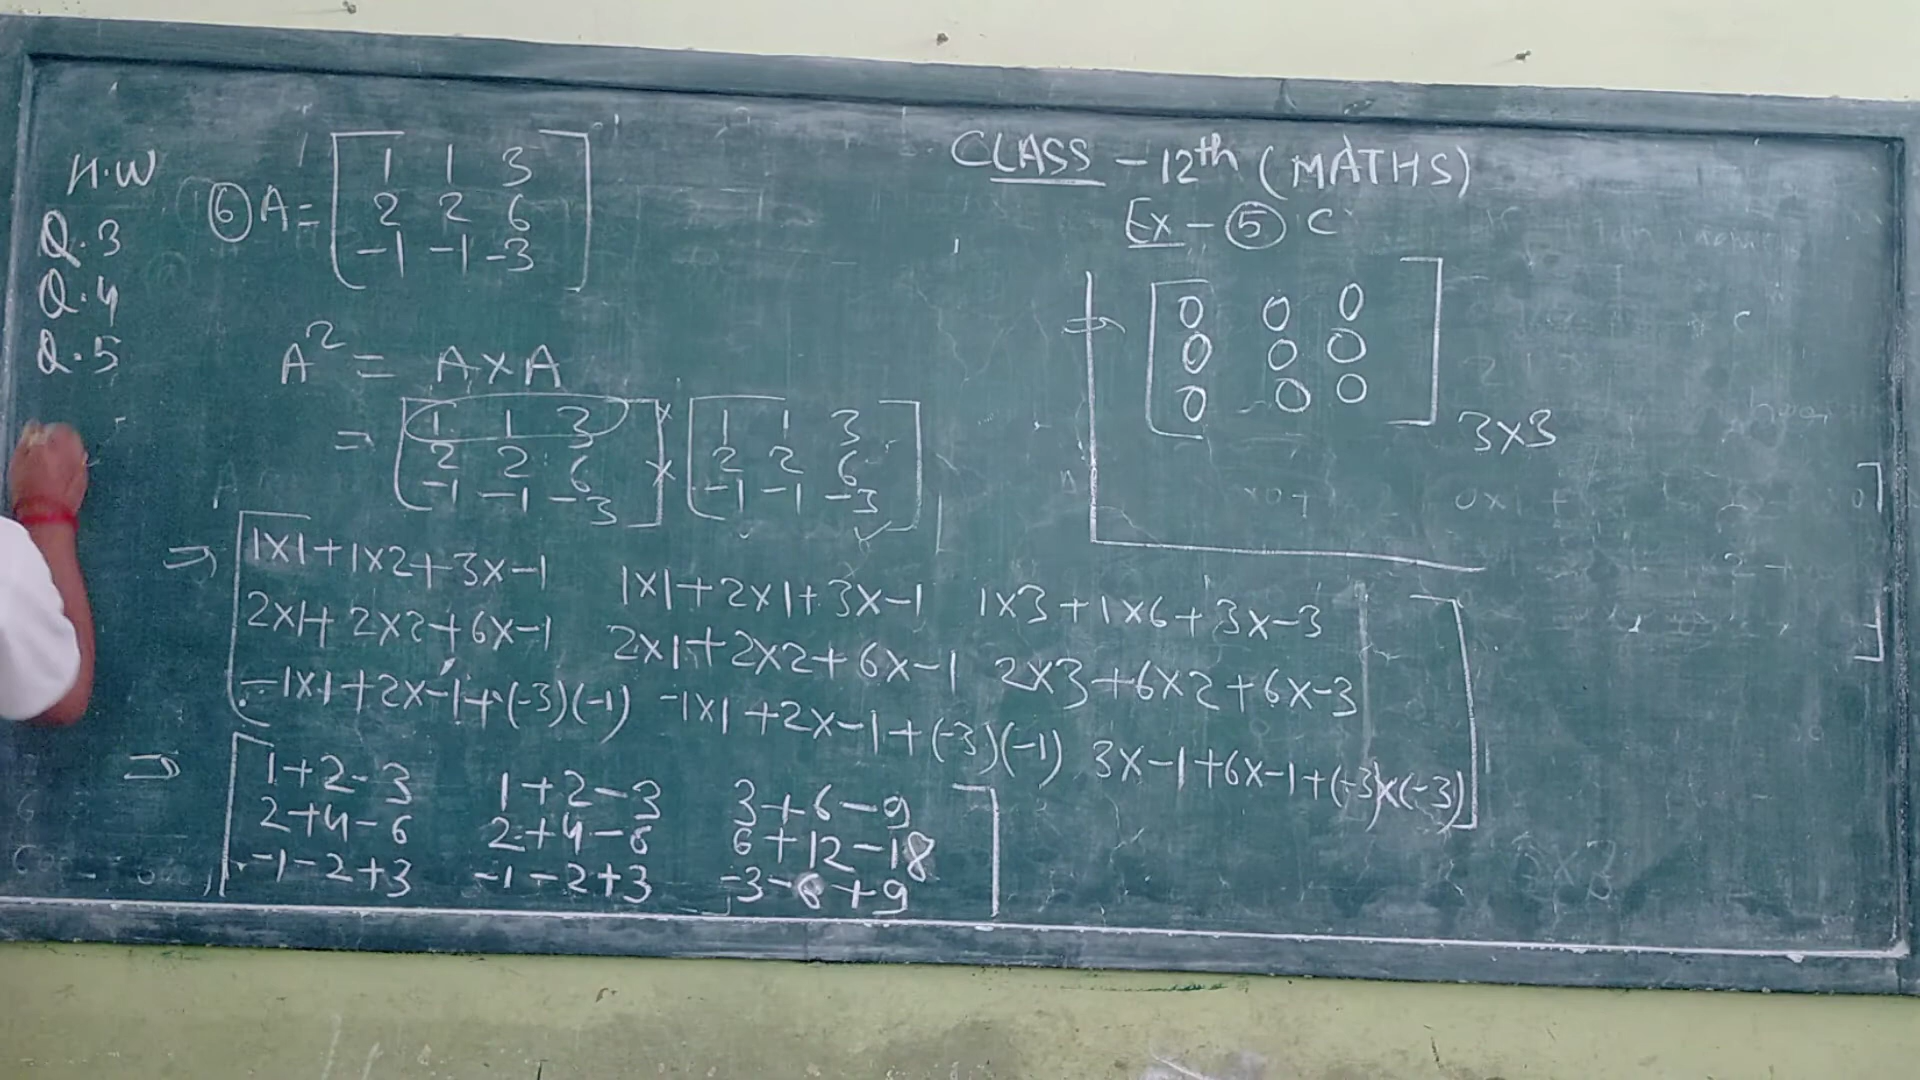 CLASS - 12th (MATHS)
Ex - 5 C
H.W
Q.3
Q.4
Q.5
6 A = [ 1 1 3
2 2 6
-1 -1 -3 ]
A² = A×A
= [ 1 1 3 ] × [ 1 1 3 ]
2 2 6 × 2 2 6
-1 -1 -3 -1 -1 -3
⇒ [ 1×1+1×2+3×-1 1×1+2×1+3×-1 1×3+1×6+3×-3
2×1+2×2+6×-1 2×1+2×2+6×-1 2×3+6×2+6×-3
-1×1+2×-1+(-3)(-1) -1×1+2×-1+(-3)(-1) 3×-1+6×-1+(-3)×(-3) ]
⇒ [ 1+2-3 1+2-3 3+6-9
2+4-6 2+4-6 6+12-18
-1-2+3 -1-2+3 -3-6+9 ]
⇒ [ 0 0 0
0 0 0
0 0 0 ] 3×3